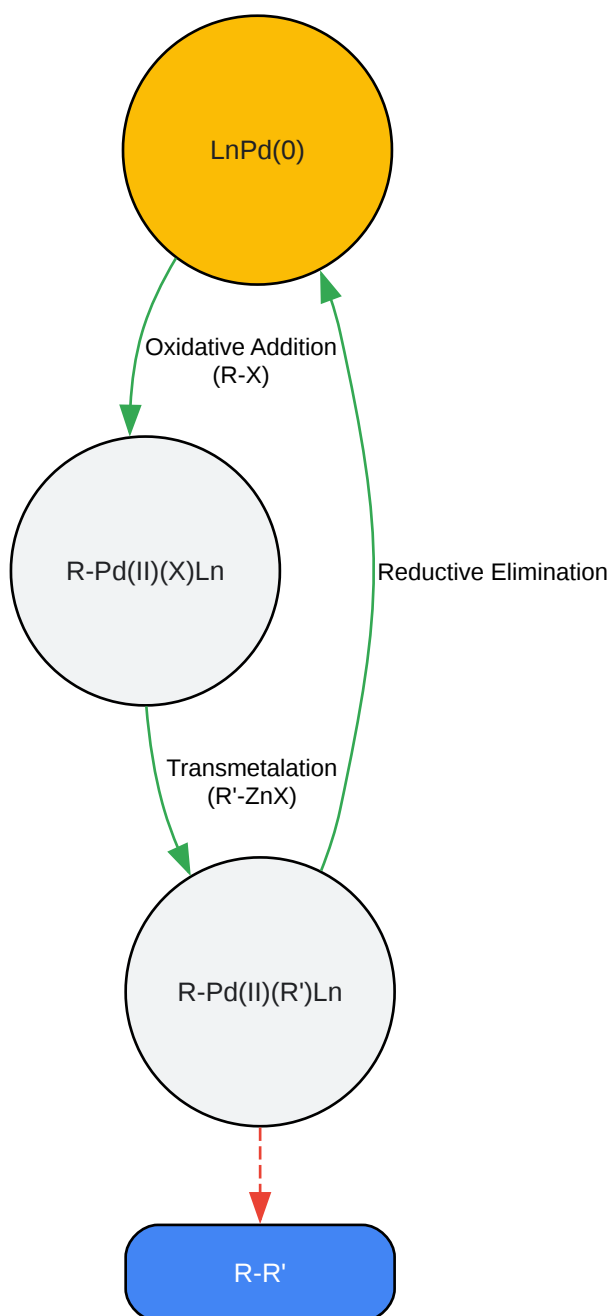 LnPd(0)
Oxidative Addition
(R-X)
R-Pd(II)(X)Ln
Reductive Elimination
Transmetalation
(R'-ZnX)
R-Pd(II)(R')Ln
R-R'